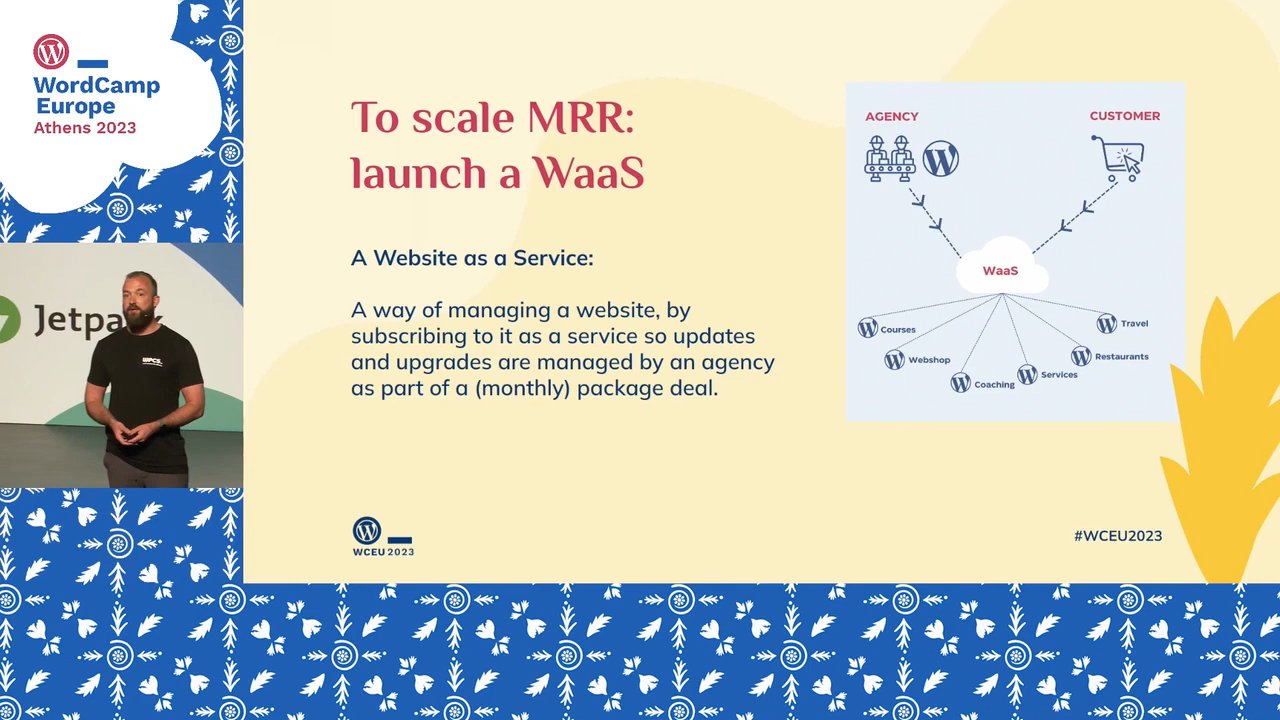 WordCamp
Europe
Athens 2023
Jetpa
WPCS
To scale MRR:
launch a WaaS
A Website as a Service:
A way of managing a website, by
subscribing to it as a service so updates
and upgrades are managed by an agency
as part of a (monthly) package deal.
AGENCY
CUSTOMER
WaaS
Courses
Webshop
Coaching
Services
Restaurants
Travel
WCEU 2023
#WCEU2023